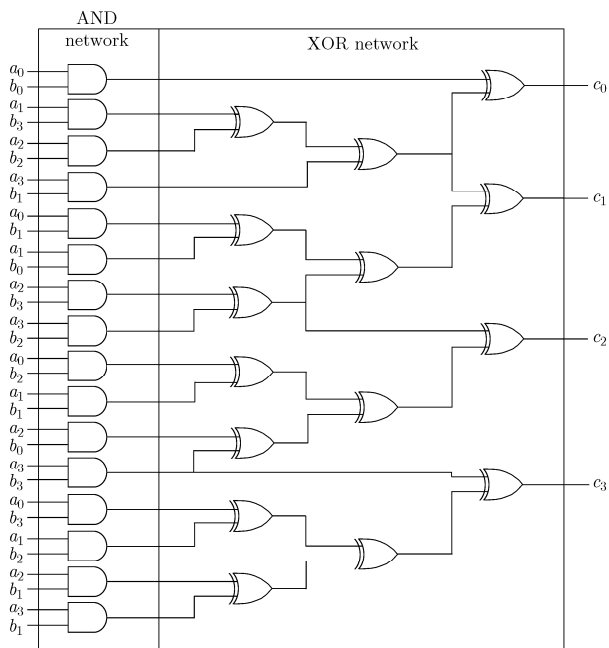 AND
network
XOR network
a₀
b₀
c₀
a₁
b₃
a₂
b₂
a₃
b₁
c₁
a₀
b₁
a₁
b₀
a₂
b₃
a₃
b₂
c₂
a₀
b₂
a₁
b₁
a₂
b₀
a₃
b₃
c₃
a₀
b₃
a₁
b₂
a₂
b₁
a₃
b₁